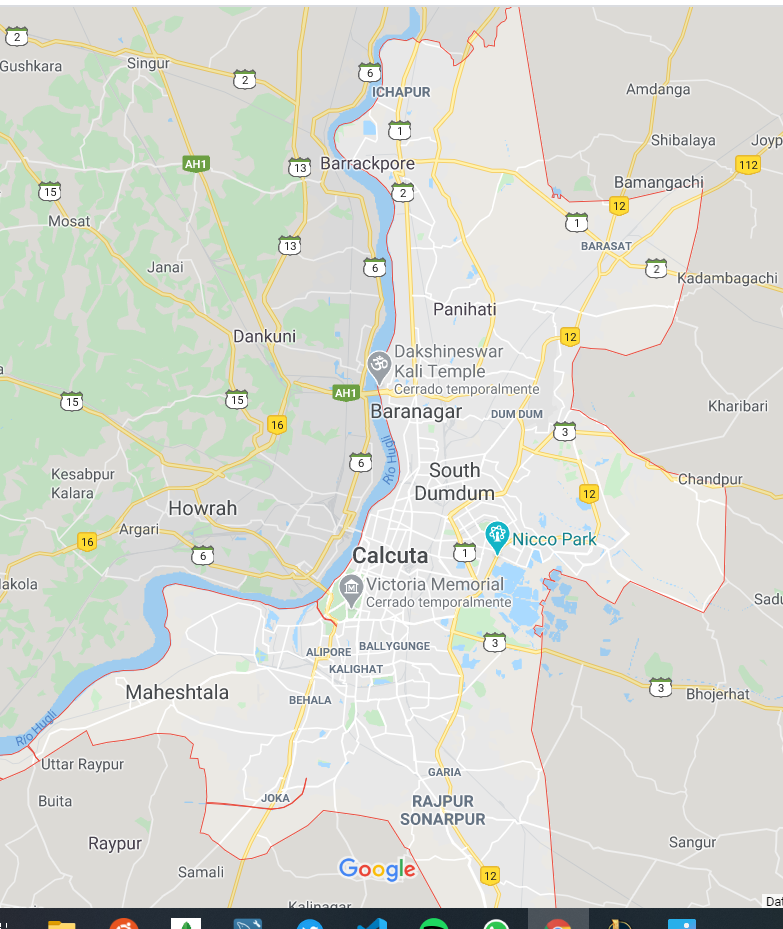 2
Gushkara
Singur
2
6
ICHAPUR
Amdanga
1
Shibalaya
Joyp
AH1
13
Barrackpore
112
15
2
Bamangachi
12
Mosat
1
13
BARASAT
Janai
6
2
Kadambagachi
Panihati
Dankuni
12
Dakshineswar
Kali Temple
Cerrado temporalmente
AH1
15
15
Baranagar
DUM DUM
Kharibari
16
3
Río Hugli
6
Kesabpur
Kalara
South
Dumdum
Chandpur
12
Howrah
Argari
16
6
Nicco Park
Calcuta
1
Jakola
Victoria Memorial
Cerrado temporalmente
Sadu
3
ALIPORE
BALLYGUNGE
KALIGHAT
Maheshtala
3
Bhojerhat
BEHALA
Río Hugli
Uttar Raypur
GARIA
Buita
JOKA
RAJPUR
SONARPUR
Raypur
Sangur
Samali
Google
12
Kalinagar
Dat